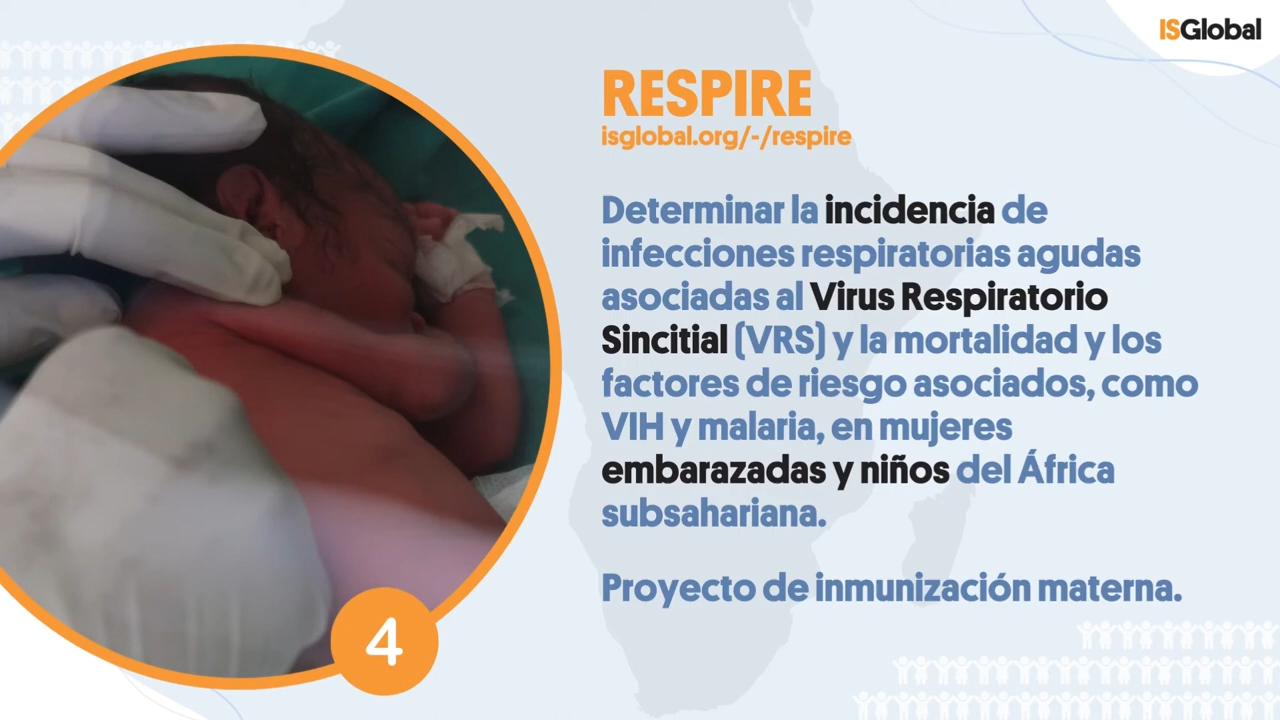 ISGlobal
RESPIRE
isglobal.org/-/respire
Determinar la incidencia de
infecciones respiratorias agudas
asociadas al Virus Respiratorio
Sincitial (VRS) y la mortalidad y los
factores de riesgo asociados, como
VIH y malaria, en mujeres
embarazadas y niños del África
subsahariana.
Proyecto de inmunización materna.
4